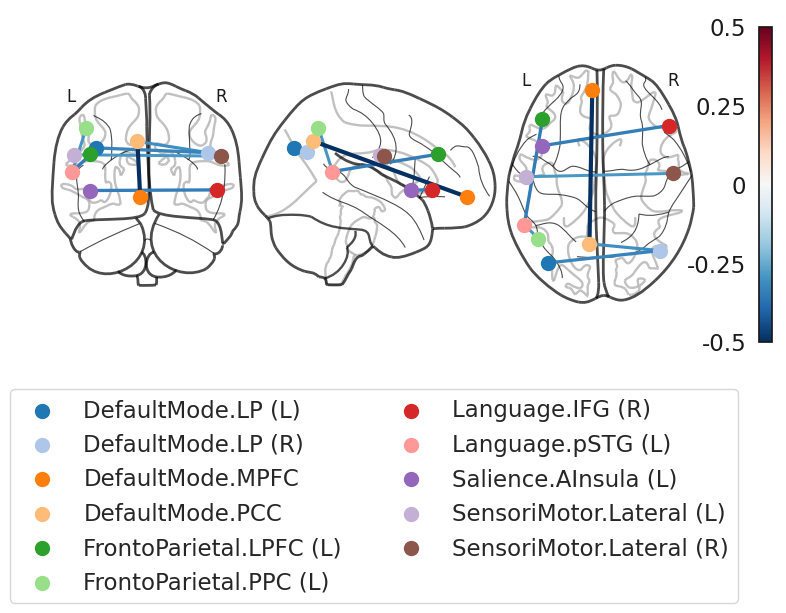 L
R
L
R
0.5
0.25
0
-0.25
-0.5
DefaultMode.LP (L)
DefaultMode.LP (R)
DefaultMode.MPFC
DefaultMode.PCC
FrontoParietal.LPFC (L)
FrontoParietal.PPC (L)
Language.IFG (R)
Language.pSTG (L)
Salience.AInsula (L)
SensoriMotor.Lateral (L)
SensoriMotor.Lateral (R)